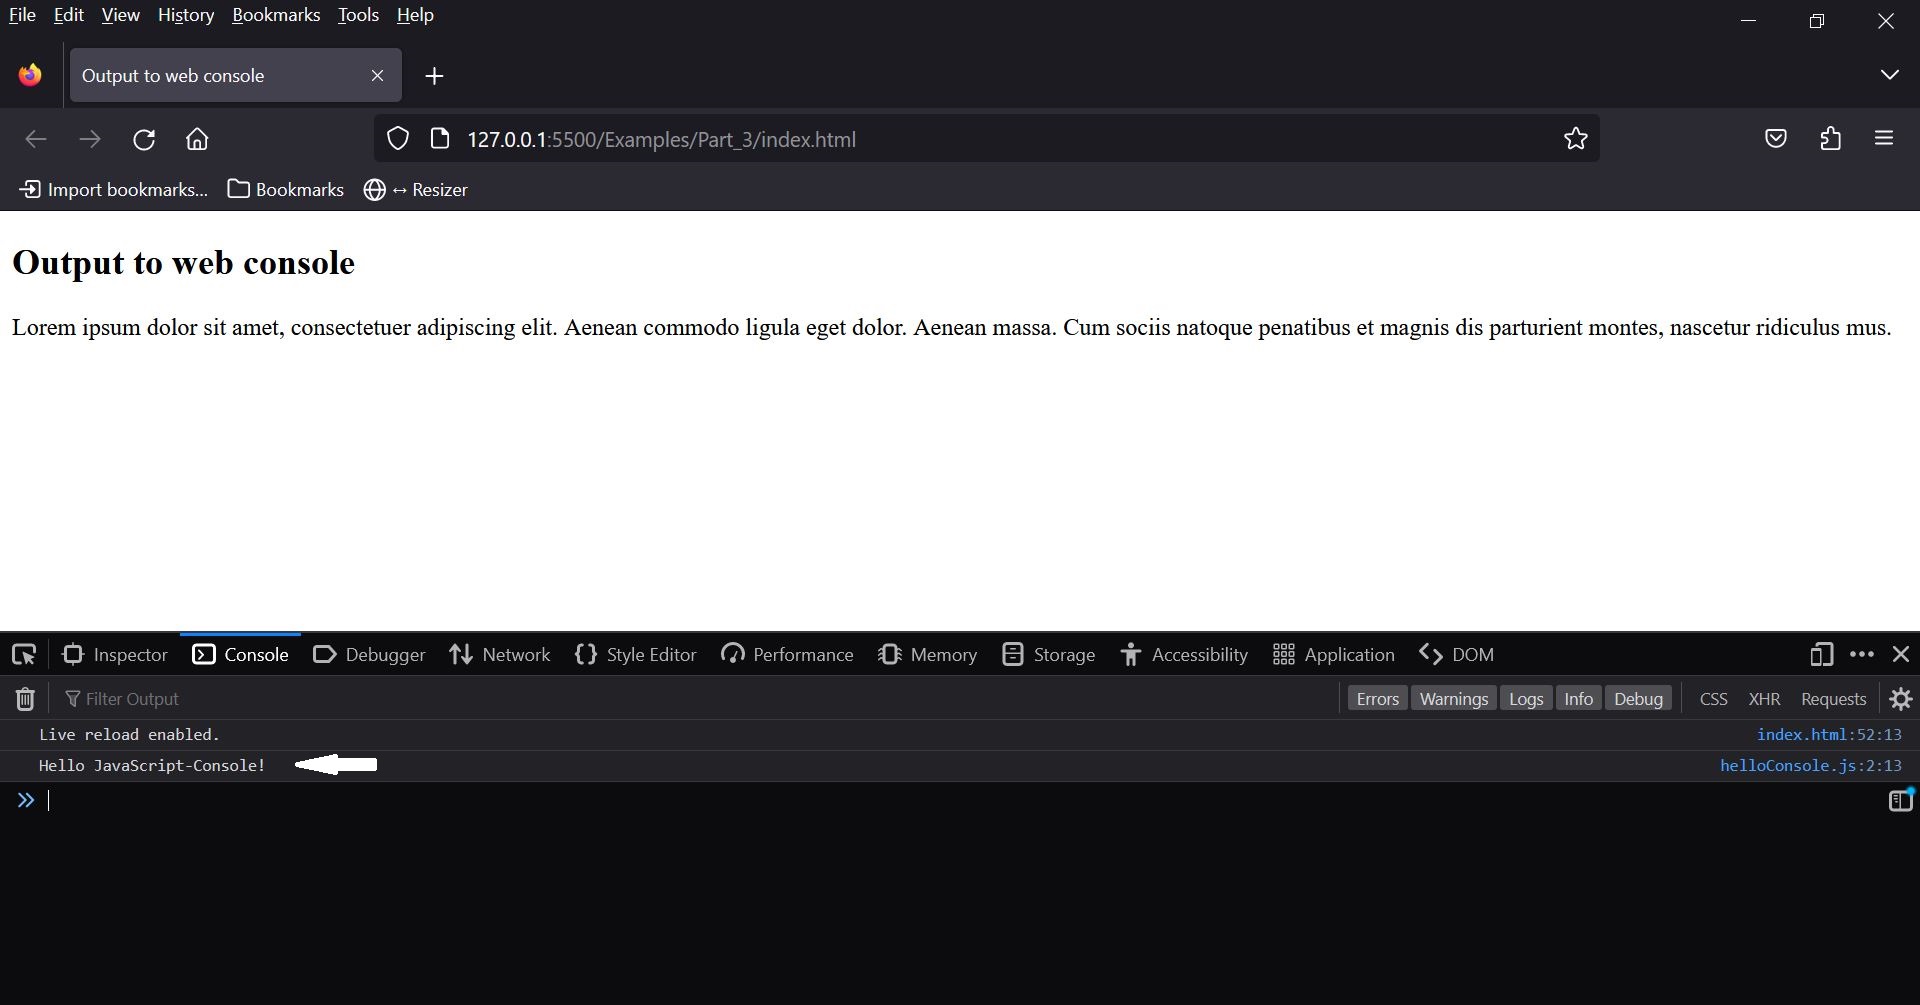 File Edit View History Bookmarks Tools Help
Output to web console
127.0.0.1:5500/Examples/Part_3/index.html
Import bookmarks... Bookmarks ↔ Resizer
Output to web console
Lorem ipsum dolor sit amet, consectetuer adipiscing elit. Aenean commodo ligula eget dolor. Aenean massa. Cum sociis natoque penatibus et magnis dis parturient montes, nascetur ridiculus mus.
Inspector Console Debugger Network Style Editor Performance Memory Storage Accessibility Application DOM
Filter Output Errors Warnings Logs Info Debug CSS XHR Requests
Live reload enabled. index.html:52:13
Hello JavaScript-Console! helloConsole.js:2:13